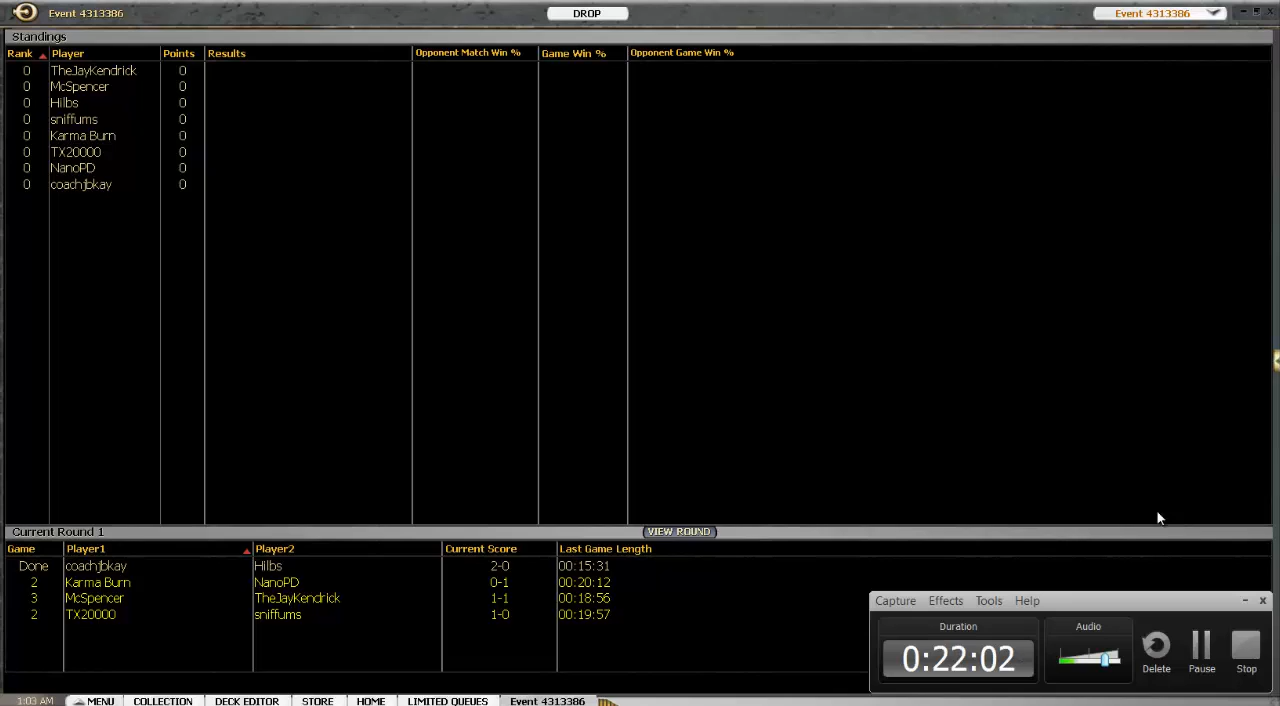 Event 4313386 DROP Event 4313386
Standings
Rank Player Points Results Opponent Match Win % Game Win % Opponent Game Win %
0 TheJayKendrick 0
0 McSpencer 0
0 Hilbs 0
0 sniffums 0
0 Karma Burn 0
0 TX20000 0
0 NanoPD 0
0 coachjbkay 0
Current Round 1 VIEW ROUND
Game Player1 Player2 Current Score Last Game Length
Done coachjbkay Hilbs 2-0 00:15:31
2 Karma Burn NanoPD 0-1 00:20:12
3 McSpencer TheJayKendrick 1-1 00:18:56
2 TX20000 sniffums 1-0 00:19:57
Capture Effects Tools Help
Duration Audio
0:22:02 Delete Pause Stop
1:03 AM MENU COLLECTION DECK EDITOR STORE HOME LIMITED QUEUES Event 4313386